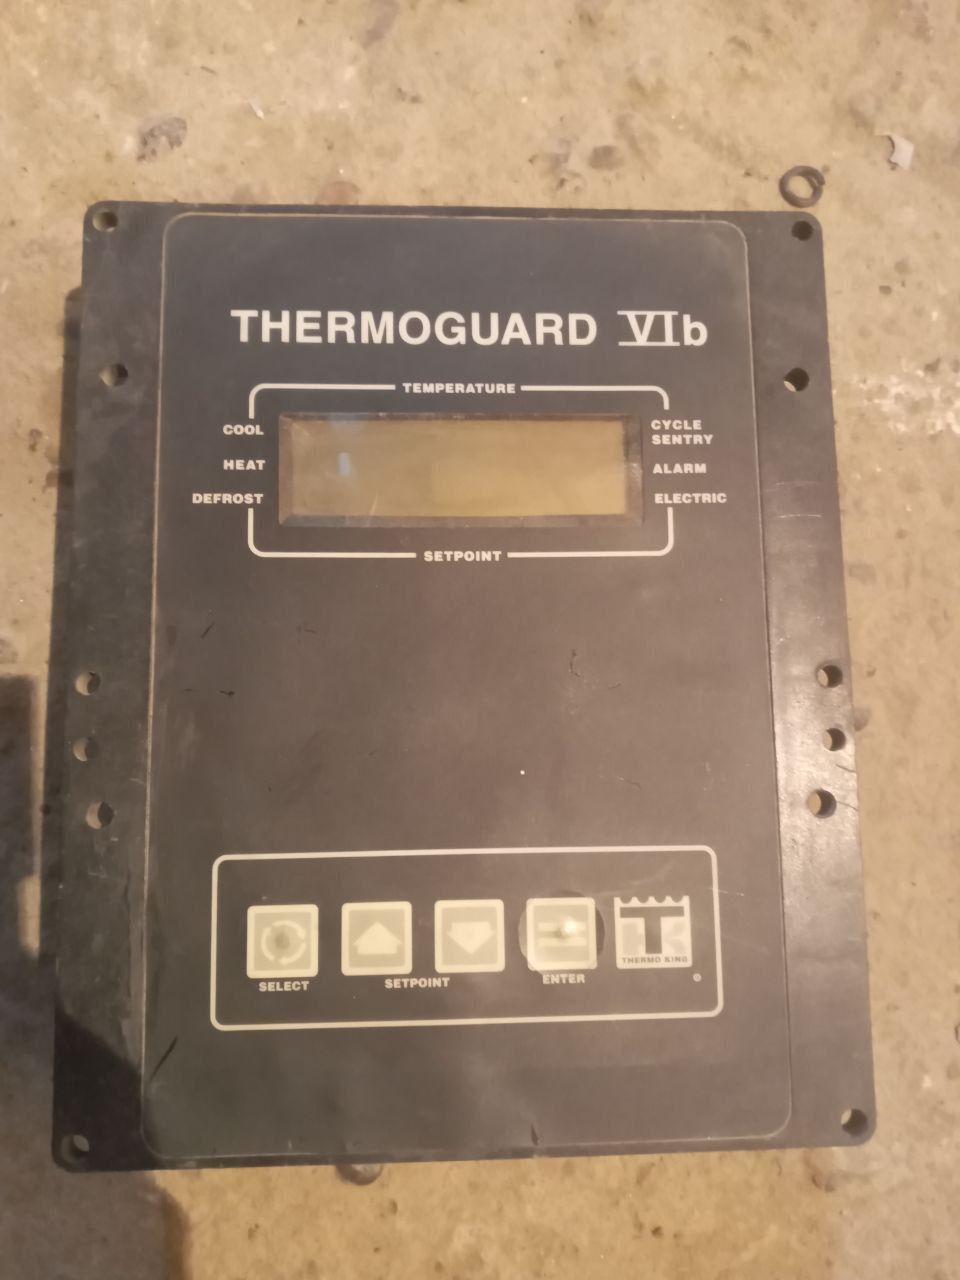 THERMOGUARD VIb
TEMPERATURE
COOL
HEAT
DEFROST
CYCLE
SENTRY
ALARM
ELECTRIC
SETPOINT
SELECT
SETPOINT
ENTER
T
THERMO KING
®